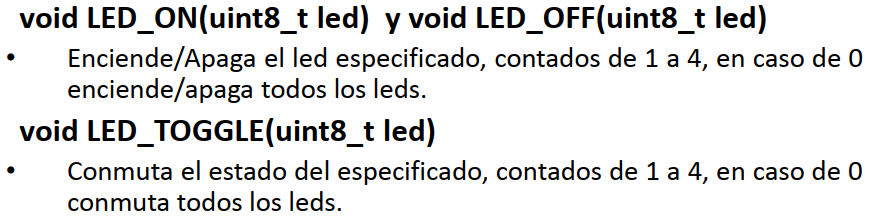 void LED_ON(uint8_t led)  y void LED_OFF(uint8_t led)
• Enciende/Apaga el led especificado, contados de 1 a 4, en caso de 0
enciende/apaga todos los leds.
void LED_TOGGLE(uint8_t led)
• Conmuta el estado del especificado, contados de 1 a 4, en caso de 0
conmuta todos los leds.